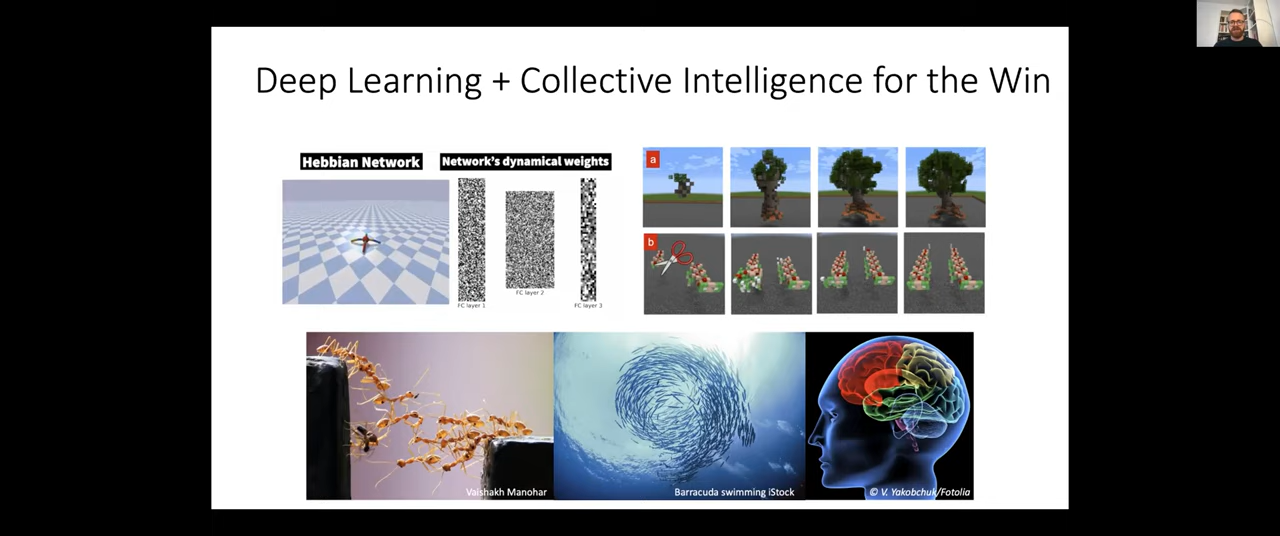 Deep Learning + Collective Intelligence for the Win
Hebbian Network
Network's dynamical weights
FC layer 1
FC layer 2
FC layer 3
a
b
Vaishakh Manohar
Barracuda swimming iStock
© V. Yakobchuk/Fotolia